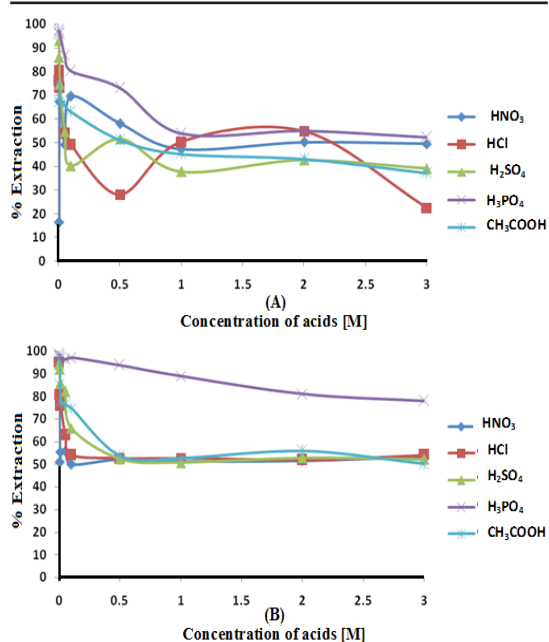 100
90
80
70
60
50
40
30
20
10
0
% Extraction
0
0.5
1
1.5
2
2.5
3
(A)
Concentration of acids [M]
HNO₃
HCl
H₂SO₄
H₃PO₄
CH₃COOH
100
90
80
70
60
50
40
30
20
10
0
% Extraction
0
0.5
1
1.5
2
2.5
3
(B)
Concentration of acids [M]
HNO₃
HCl
H₂SO₄
H₃PO₄
CH₃COOH